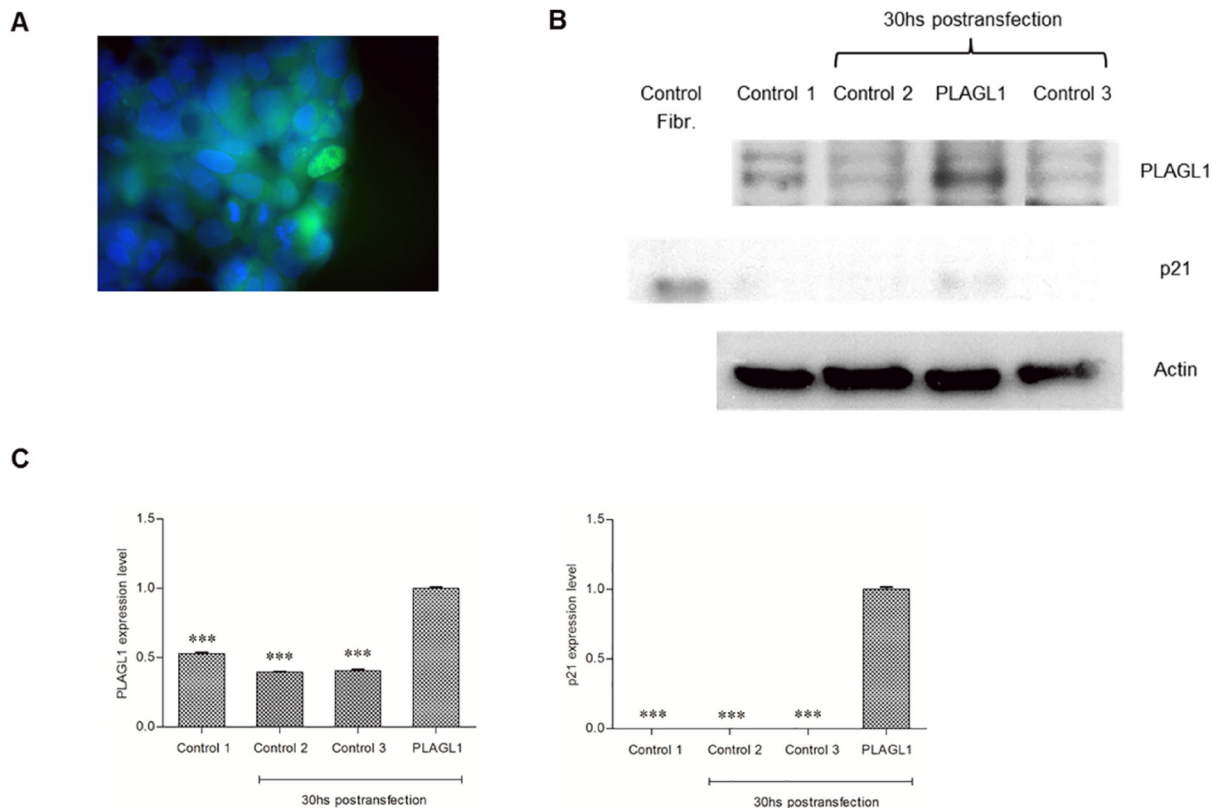 A
B
30hs postransfection
Control Fibr.
Control 1
Control 2
PLAGL1
Control 3
PLAGL1
p21
Actin
C
PLAGL1 expression level
1.5
1.0
0.5
0.0
***
***
***
Control 1
Control 2
Control 3
PLAGL1
30hs postransfection
p21 expression level
1.5
1.0
0.5
0.0
***
***
***
Control 1
Control 2
Control 3
PLAGL1
30hs postransfection